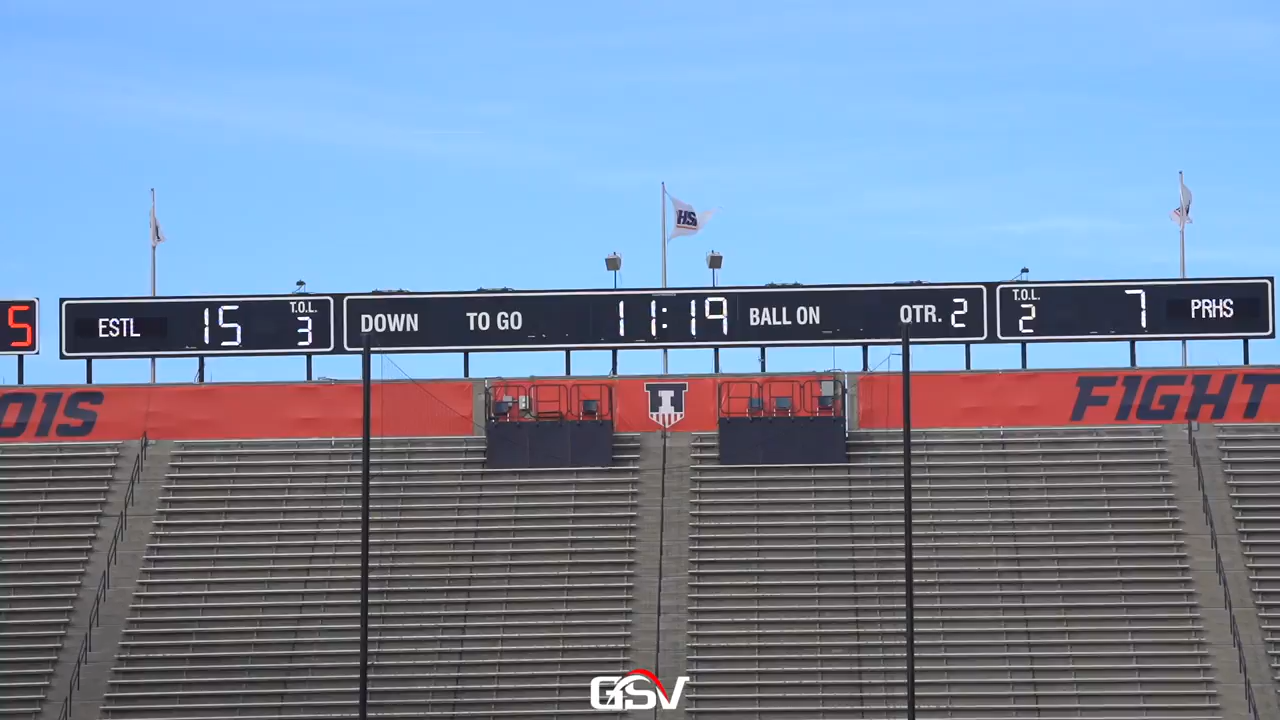 HS
5
ESTL 15 T.O.L. 3
DOWN TO GO 11:19 BALL ON QTR. 2
T.O.L. 2 7 PRHS
OIS
I
FIGHT
GSV